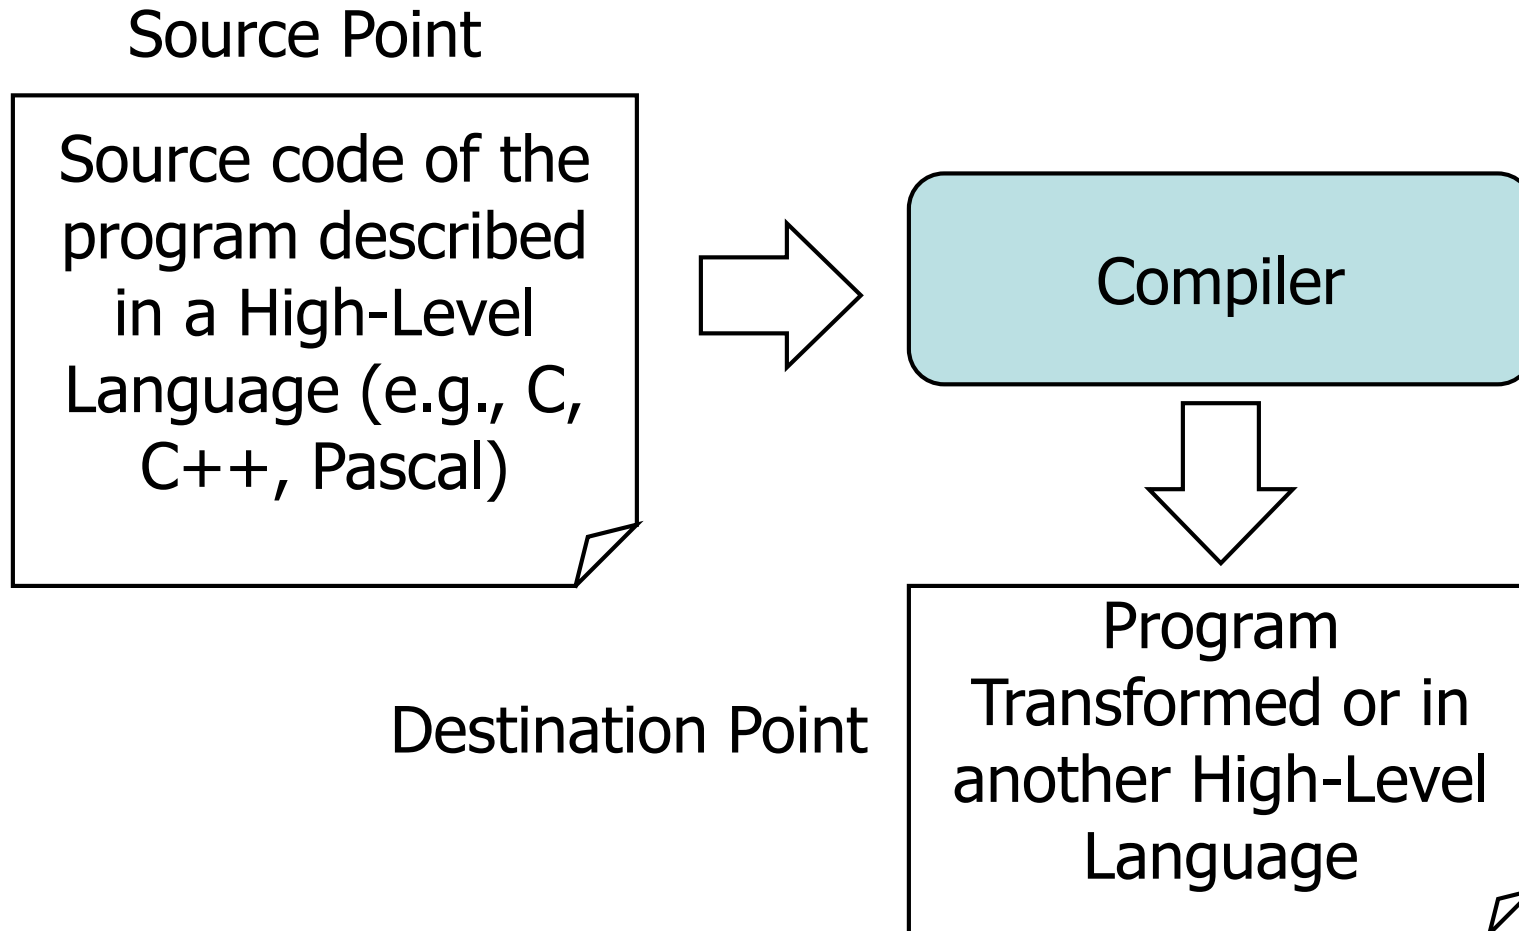 Source Point
Source code of the
program described
in a High-Level
Language (e.g., C,
C++, Pascal)
Compiler
Destination Point
Program
Transformed or in
another High-Level
Language